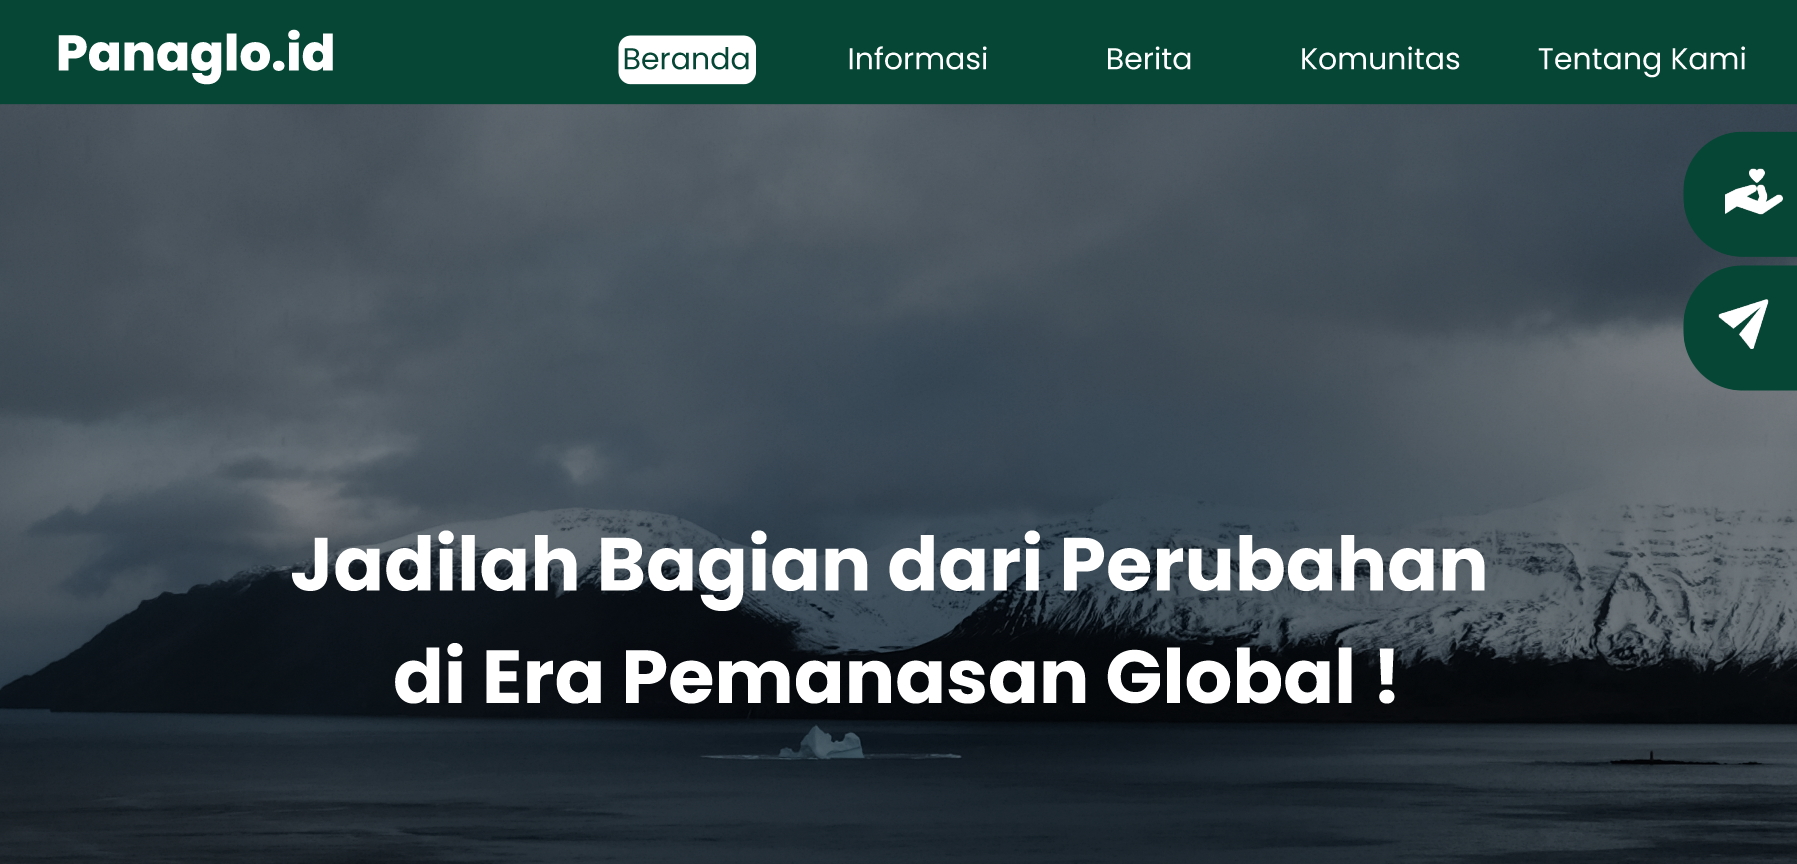 Panaglo.id
Beranda Informasi Berita Komunitas Tentang Kami
Jadilah Bagian dari Perubahan
di Era Pemanasan Global !